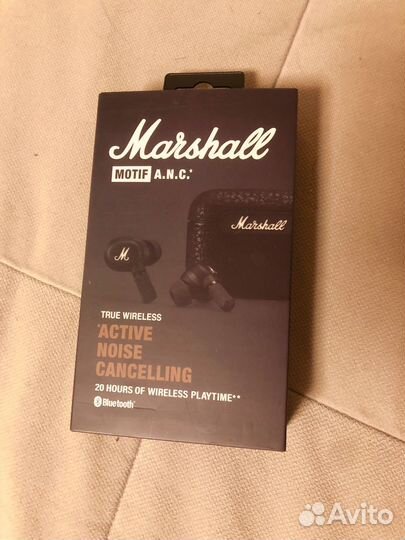 Marshall
MOTIF A.N.C.*
Marshall
M
TRUE WIRELESS
*ACTIVE
NOISE
CANCELLING
20 HOURS OF WIRELESS PLAYTIME**
Bluetooth®
Avito